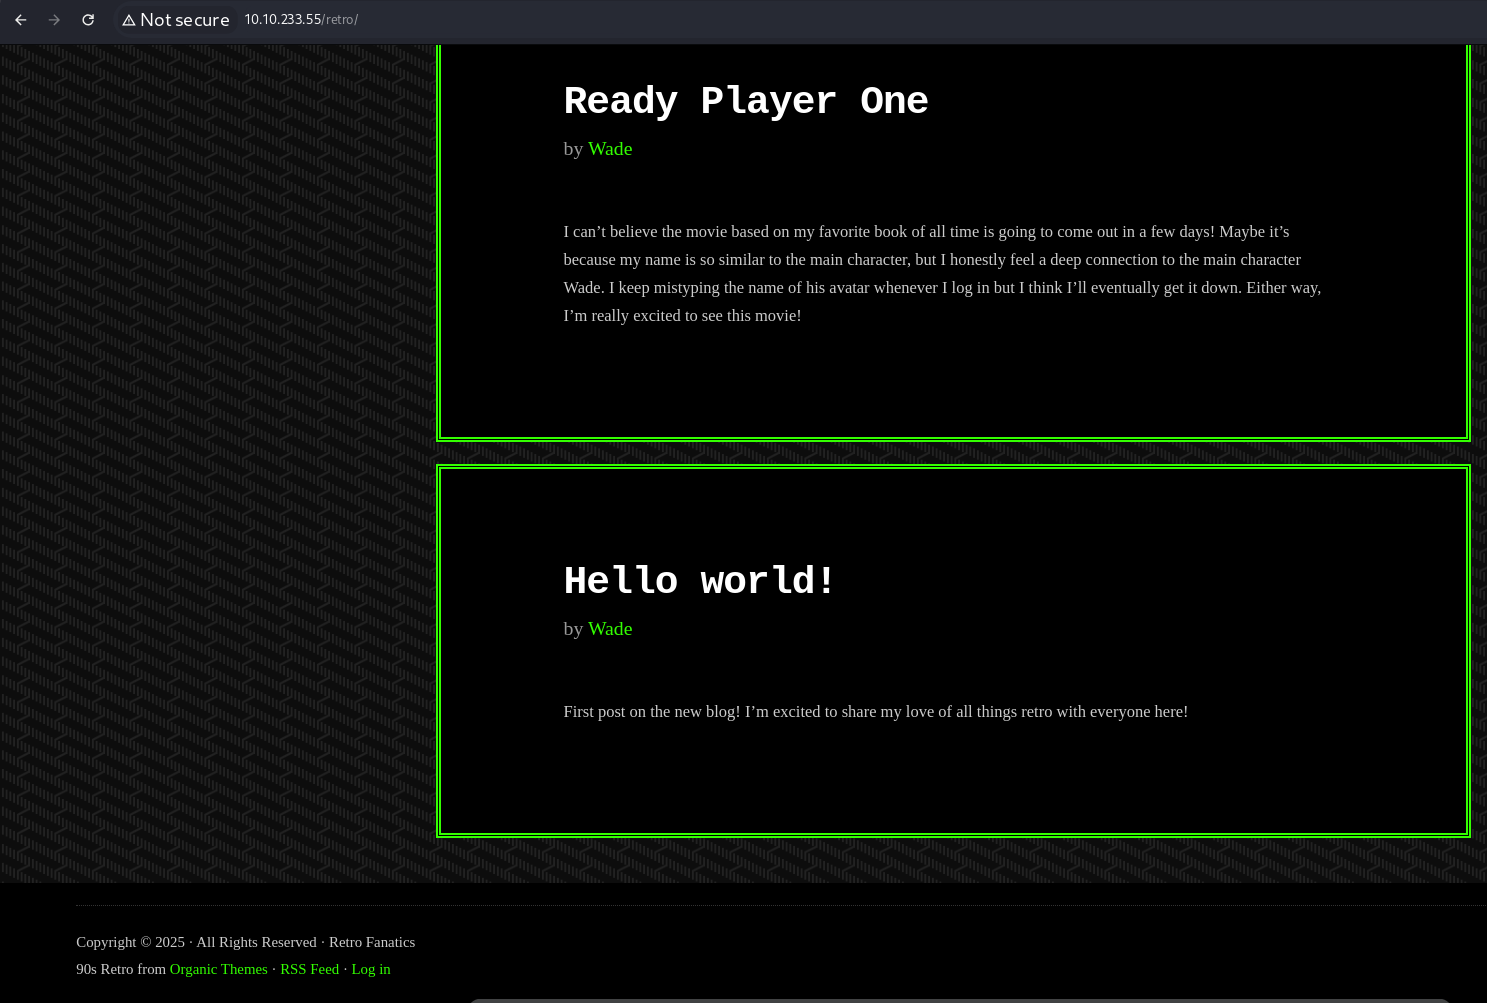 Not secure 10.10.233.55/retro/
Ready Player One
by Wade
I can’t believe the movie based on my favorite book of all time is going to come out in a few days! Maybe it’s
because my name is so similar to the main character, but I honestly feel a deep connection to the main character
Wade. I keep mistyping the name of his avatar whenever I log in but I think I’ll eventually get it down. Either way,
I’m really excited to see this movie!
Hello world!
by Wade
First post on the new blog! I’m excited to share my love of all things retro with everyone here!
Copyright © 2025 · All Rights Reserved · Retro Fanatics
90s Retro from Organic Themes · RSS Feed · Log in